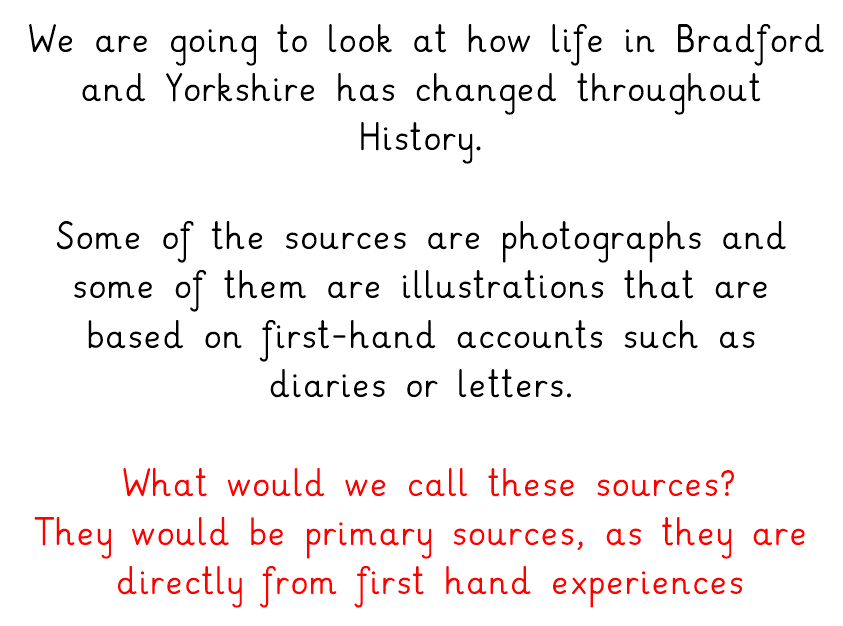 We are going to look at how life in Bradford
and Yorkshire has changed throughout
History.
Some of the sources are photographs and
some of them are illustrations that are
based on first-hand accounts such as
diaries or letters.
What would we call these sources?
They would be primary sources, as they are
directly from first hand experiences